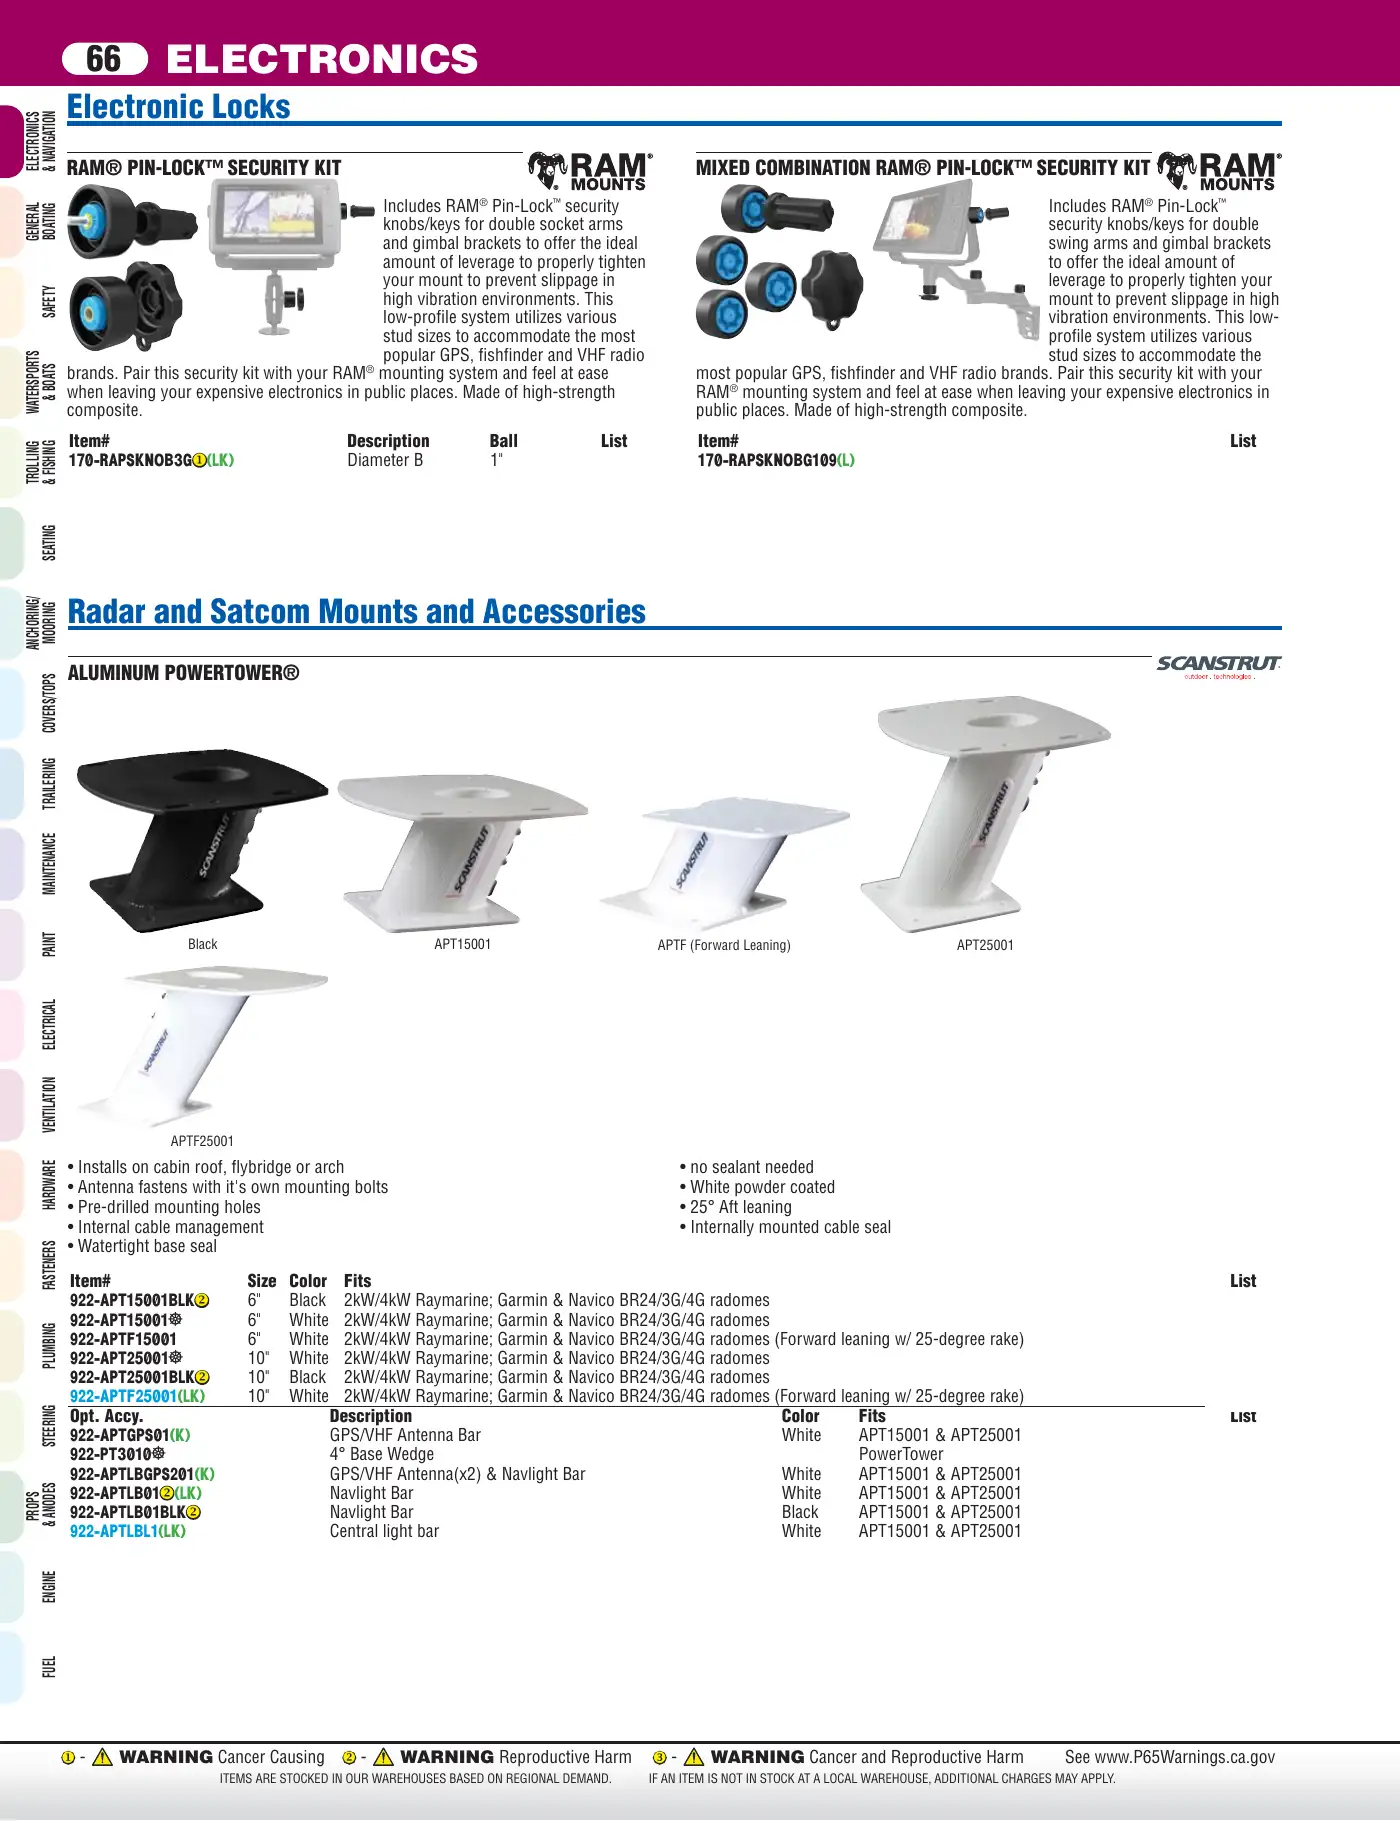 66 ELECTRONICS
Electronic Locks
RAM® PIN-LOCK™ SECURITY KIT
RAM®
MOUNTS
Includes RAM® Pin-Lock™ security
knobs/keys for double socket arms
and gimbal brackets to offer the ideal
amount of leverage to properly tighten
your mount to prevent slippage in
high vibration environments. This
low-profile system utilizes various
stud sizes to accommodate the most
popular GPS, fishfinder and VHF radio
brands. Pair this security kit with your RAM® mounting system and feel at ease
when leaving your expensive electronics in public places. Made of high-strength
composite.
Item# Description Ball List
170-RAPSKNOB3G①(LK) Diameter B 1"
MIXED COMBINATION RAM® PIN-LOCK™ SECURITY KIT
RAM®
MOUNTS
Includes RAM® Pin-Lock™
security knobs/keys for double
swing arms and gimbal brackets
to offer the ideal amount of
leverage to properly tighten your
mount to prevent slippage in high
vibration environments. This low-
profile system utilizes various
stud sizes to accommodate the
most popular GPS, fishfinder and VHF radio brands. Pair this security kit with your
RAM® mounting system and feel at ease when leaving your expensive electronics in
public places. Made of high-strength composite.
Item# List
170-RAPSKNOBG109(L)
Radar and Satcom Mounts and Accessories
ALUMINUM POWERTOWER®
SCANSTRUT
outdoor . technologies .
SCANSTRUT
SCANSTRUT
SCANSTRUT
SCANSTRUT
Black
APT15001
APTF (Forward Leaning)
APT25001
SCANSTRUT
APTF25001
• Installs on cabin roof, flybridge or arch
• Antenna fastens with it's own mounting bolts
• Pre-drilled mounting holes
• Internal cable management
• Watertight base seal
• no sealant needed
• White powder coated
• 25° Aft leaning
• Internally mounted cable seal
Item# Size Color Fits List
922-APT15001BLK② 6" Black 2kW/4kW Raymarine; Garmin & Navico BR24/3G/4G radomes
922-APT15001☸ 6" White 2kW/4kW Raymarine; Garmin & Navico BR24/3G/4G radomes
922-APTF15001 6" White 2kW/4kW Raymarine; Garmin & Navico BR24/3G/4G radomes (Forward leaning w/ 25-degree rake)
922-APT25001☸ 10" White 2kW/4kW Raymarine; Garmin & Navico BR24/3G/4G radomes
922-APT25001BLK② 10" Black 2kW/4kW Raymarine; Garmin & Navico BR24/3G/4G radomes
922-APTF25001(LK) 10" White 2kW/4kW Raymarine; Garmin & Navico BR24/3G/4G radomes (Forward leaning w/ 25-degree rake)
Opt. Accy. Description Color Fits List
922-APTGPS01(K) GPS/VHF Antenna Bar White APT15001 & APT25001
922-PT3010☸ 4° Base Wedge PowerTower
922-APTLBGPS201(K) GPS/VHF Antenna(x2) & Navlight Bar White APT15001 & APT25001
922-APTLB01②(LK) Navlight Bar White APT15001 & APT25001
922-APTLB01BLK② Navlight Bar Black APT15001 & APT25001
922-APTLBL1(LK) Central light bar White APT15001 & APT25001
ELECTRONICS
& NAVIGATION
GENERAL
BOATING
SAFETY
WATERSPORTS
& BOATS
TROLLING
& FISHING
SEATING
ANCHORING/
MOORING
COVERS/TOPS
TRAILERING
MAINTENANCE
PAINT
ELECTRICAL
VENTILATION
HARDWARE
FASTENERS
PLUMBING
STEERING
PROPS
& ANODES
ENGINE
FUEL
① - ⚠ WARNING Cancer Causing ② - ⚠ WARNING Reproductive Harm ③ - ⚠ WARNING Cancer and Reproductive Harm See www.P65Warnings.ca.gov
ITEMS ARE STOCKED IN OUR WAREHOUSES BASED ON REGIONAL DEMAND. IF AN ITEM IS NOT IN STOCK AT A LOCAL WAREHOUSE, ADDITIONAL CHARGES MAY APPLY.